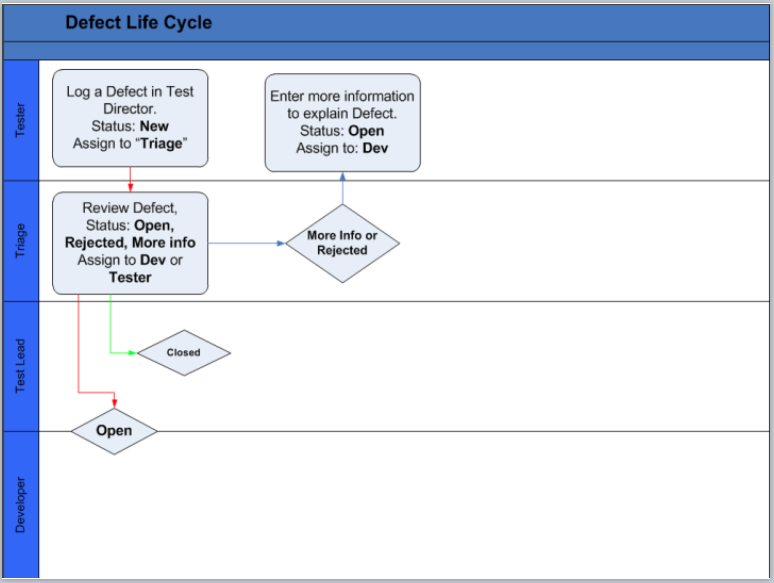 Defect Life Cycle
Tester
Log a Defect in Test
Director.
Status: New
Assign to “Triage”
Enter more information
to explain Defect.
Status: Open
Assign to: Dev
Triage
Review Defect,
Status: Open,
Rejected, More info
Assign to Dev or
Tester
More Info or
Rejected
Test Lead
Closed
Open
Developer